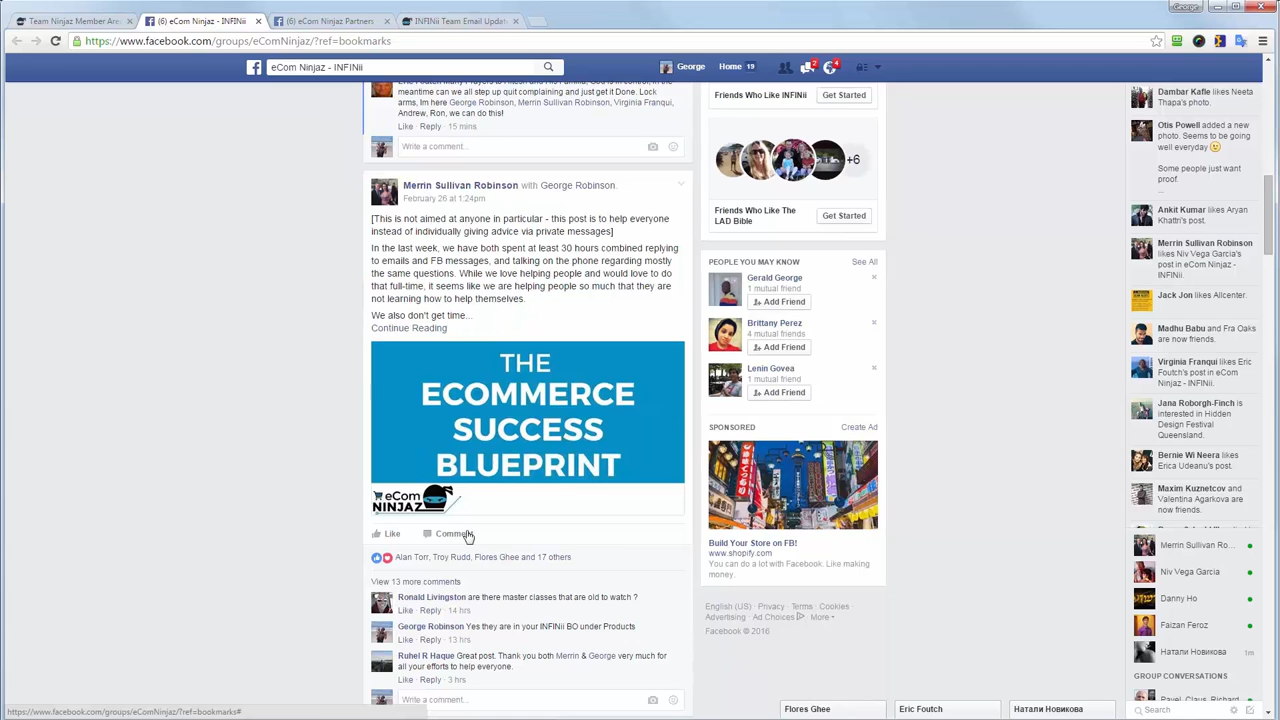 Team Ninjaz Member Are
(6) eCom Ninjaz - INFINii
(6) eCom Ninjaz Partners
INFINii Team Email Updat
George
https://www.facebook.com/groups/eComNinjaz/?ref=bookmarks
eCom Ninjaz - INFINii
George
Home 19
2
4
meantime can we all step up quit complaining and just get it Done. Lock
arms, Im here George Robinson, Merrin Sullivan Robinson, Virginia Franqui,
Andrew, Ron, we can do this!
Like · Reply · 15 mins
Write a comment...
Merrin Sullivan Robinson with George Robinson.
February 26 at 1:24pm
[This is not aimed at anyone in particular - this post is to help everyone
instead of individually giving advice via private messages]
In the last week, we have both spent at least 30 hours combined replying
to emails and FB messages, and talking on the phone regarding mostly
the same questions. While we love helping people and would love to do
that full-time, it seems like we are helping people so much that they are
not learning how to help themselves.
We also don't get time...
Continue Reading
THE
ECOMMERCE
SUCCESS
BLUEPRINT
eCom
NINJAZ
Like
Comment
Alan Torr, Troy Rudd, Flores Ghee and 17 others
View 13 more comments
Ronald Livingston are there master classes that are old to watch ?
Like · Reply · 14 hrs
George Robinson Yes they are in your INFINii BO under Products
Like · Reply · 13 hrs
Ruhel R Haque Great post. Thank you both Merrin & George very much for
all your efforts to help everyone.
Like · Reply · 3 hrs
Write a comment...
https://www.facebook.com/groups/eComNinjaz/?ref=bookmarks#
Friends Who Like INFINii
Get Started
+6
Friends Who Like The
LAD Bible
Get Started
PEOPLE YOU MAY KNOW
See All
Gerald George
1 mutual friend
Add Friend
Brittany Perez
4 mutual friends
Add Friend
Lenin Govea
1 mutual friend
Add Friend
SPONSORED
Create Ad
Build Your Store on FB!
www.shopify.com
You can do a lot with Facebook. Like making
money.
English (US) · Privacy · Terms · Cookies ·
Advertising · Ad Choices · More
Facebook © 2016
Dambar Kafle likes Neeta
Thapa's photo.
Otis Powell added a new
photo. Seems to be going
well everyday
Some people just want
proof.
...
Ankit Kumar likes Aryan
Khattri's post.
Merrin Sullivan Robinson
likes Niv Vega Garcia's
post in eCom Ninjaz -
INFINii.
Jack Jon likes Allcenter.
Madhu Babu and Fra Oaks
are now friends.
Virginia Franqui likes Eric
Foutch's post in eCom
Ninjaz - INFINii.
Jana Roborgh-Finch is
interested in Hidden
Design Festival
Queensland.
Bernie Wi Neera likes
Erica Udeanu's post.
Maxim Kuznetcov and
Valentina Agarkova are
now friends.
Merrin Sullivan Ro...
Niv Vega Garcia
Danny Ho
Faizan Feroz
Натали Новикова 1m
GROUP CONVERSATIONS
Pavel, Claus, Richard
Search
Flores Ghee
Eric Foutch
Натали Новикова